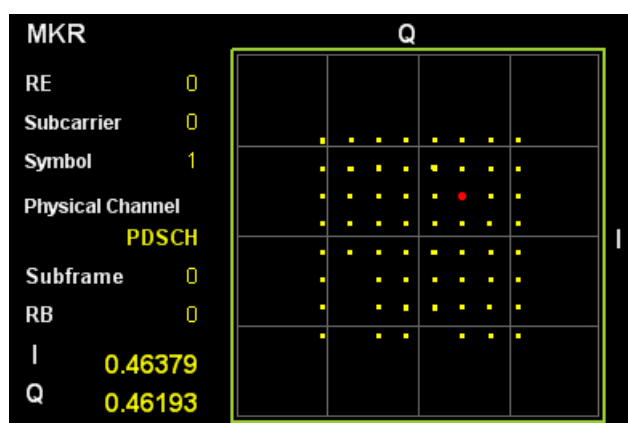 MKR Q
RE 0
Subcarrier 0
Symbol 1
Physical Channel
PDSCH
I
Subframe 0
RB 0
I 0.46379
Q 0.46193